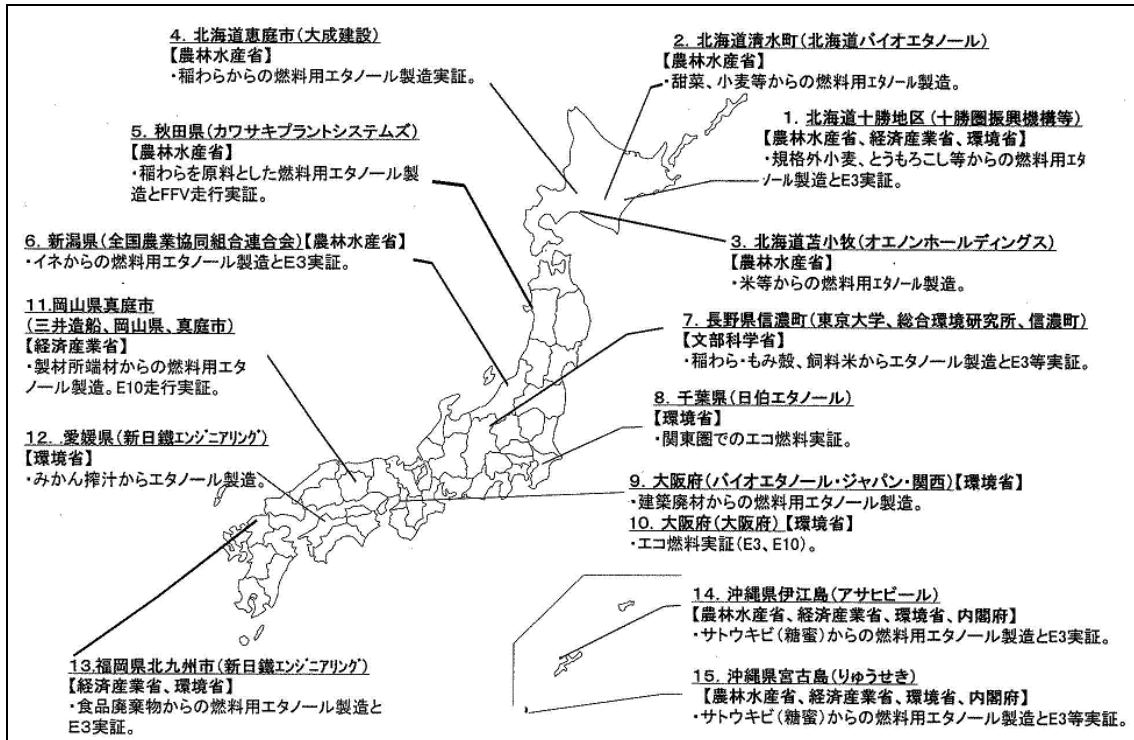 4. 北海道恵庭市(大成建設)
【農林水産省】
・稲わらからの燃料用エタノール製造実証。
2. 北海道清水町(北海道バイオエタノール)
【農林水産省】
・甜菜、小麦等からの燃料用ｴﾀﾉｰﾙ製造。
1. 北海道十勝地区(十勝圏振興機構等)
【農林水産省、経済産業省、環境省】
・規格外小麦、とうもろこし等からの燃料用ｴﾀ
ﾉｰﾙ製造とE3実証。
5. 秋田県(カワサキプラントシステムズ)
【農林水産省】
・稲わらを原料とした燃料用エタノール製
造とFFV走行実証。
3. 北海道苫小牧(オエノンホールディングス)
【農林水産省】
・米等からの燃料用ｴﾀﾉｰﾙ製造。
6. 新潟県(全国農業協同組合連合会)【農林水産省】
・イネからの燃料用エタノール製造とE3実証。
11.岡山県真庭市
(三井造船、岡山県、真庭市)
【経済産業省】
・製材所端材からの燃料用エタ
ノール製造。E10走行実証。
7. 長野県信濃町(東京大学、総合環境研究所、信濃町)
【文部科学省】
・稲わら・もみ殻、飼料米からエタノール製造とE3等実証。
8. 千葉県(日伯エタノール)
【環境省】
・関東圏でのエコ燃料実証。
12. .愛媛県(新日鐵ｴﾝｼﾞﾆｱﾘﾝｸﾞ)
【環境省】
・みかん搾汁からエタノール製造。
9. 大阪府(バイオエタノール・ジャパン・関西)【環境省】
・建築廃材からの燃料用エタノール製造。
10. 大阪府(大阪府)【環境省】
・エコ燃料実証(E3、E10)。
14. 沖縄県伊江島(アサヒビール)
【農林水産省、経済産業省、環境省、内閣府】
・サトウキビ(糖蜜)からの燃料用エタノール製造とE3実証。
13.福岡県北九州市(新日鐵ｴﾝｼﾞﾆｱﾘﾝｸﾞ)
【経済産業省、環境省】
・食品廃棄物からの燃料用エタノール製造と
E3実証。
15. 沖縄県宮古島(りゅうせき)
【農林水産省、経済産業省、環境省、内閣府】
・サトウキビ(糖蜜)からの燃料用エタノール製造とE3等実証。